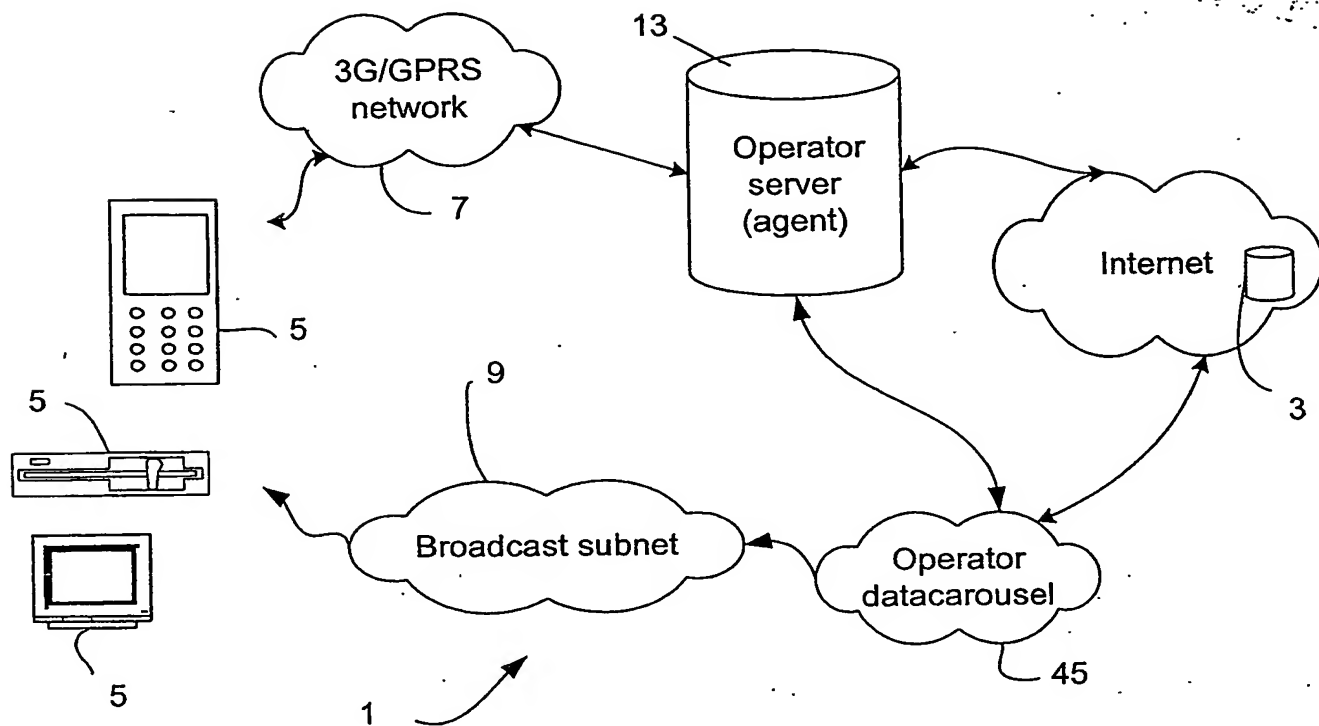 13
3G/GPRS
network
Operator
server
(agent)
7
Internet
5
9
3
5
Broadcast subnet
Operator
datacarousel
5
45
1